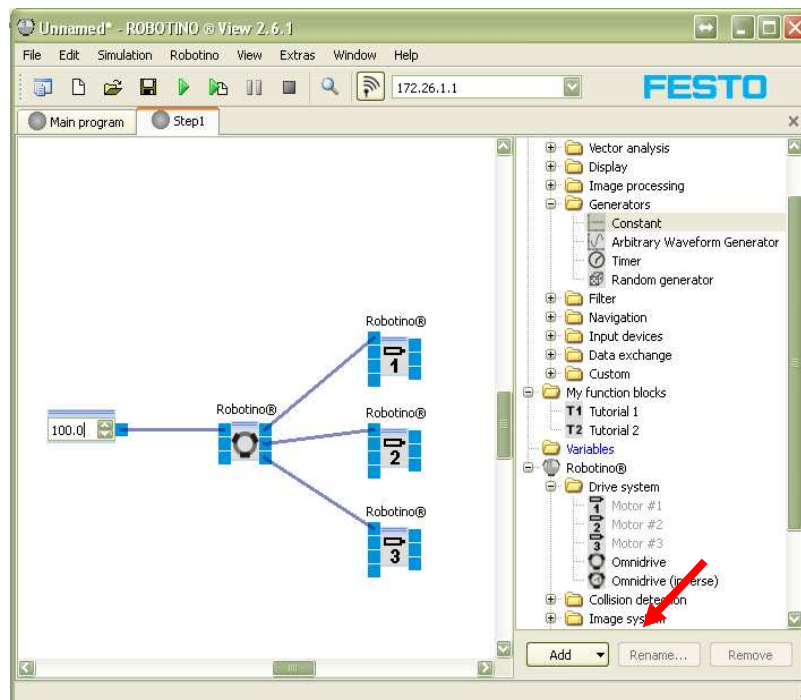 Unnamed* - ROBOTINO ® View 2.6.1
File Edit Simulation Robotino View Extras Window Help
172.26.1.1
FESTO
Main program Step1
Vector analysis
Display
Image processing
Generators
Constant
Arbitrary Waveform Generator
Timer
Random generator
Filter
Navigation
Input devices
Data exchange
Custom
My function blocks
T1 Tutorial 1
T2 Tutorial 2
Variables
Robotino®
Drive system
1 Motor #1
2 Motor #2
3 Motor #3
Omnidrive
Omnidrive (inverse)
Collision detection
Image system
Add Rename... Remove
Robotino®
1
Robotino®
100.0
Robotino®
2
Robotino®
3